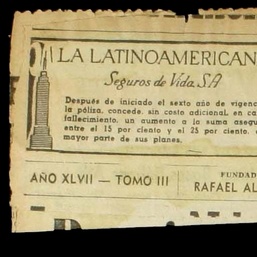 LA LATINOAMERICAN
Seguros de Vida, S.A.
Después de iniciado el sexto año de vigenc
la póliza, concede, sin costo adicional, en ca
fallecimiento, un aumento a la suma asegu
entre el 15 por ciento y el 25 por ciento, e
mayor parte de sus planes.
AÑO XLVII — TOMO III
FUNDAD
RAFAEL AL